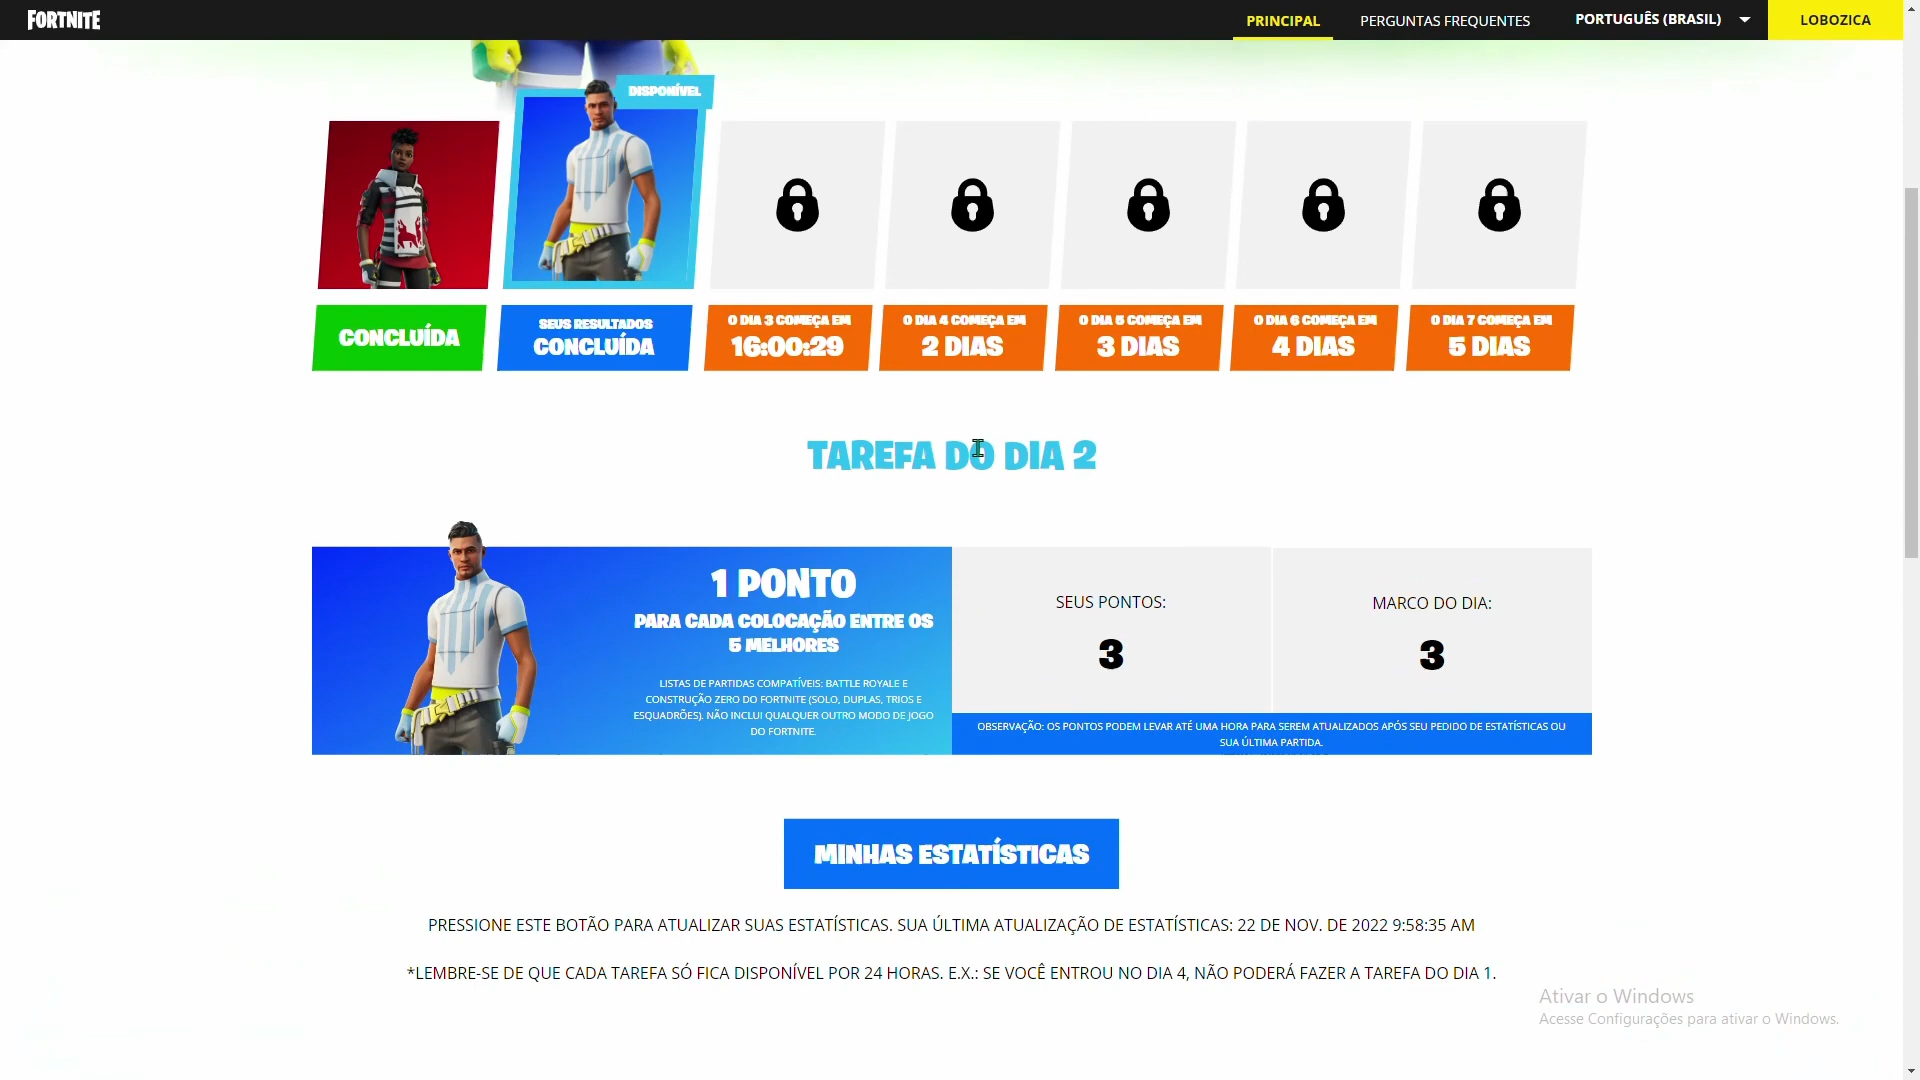 FORTNITE
PRINCIPAL
PERGUNTAS FREQUENTES
PORTUGUÊS (BRASIL)
LOBOZICA
DISPONÍVEL
CONCLUÍDA
SEUS RESULTADOS
CONCLUÍDA
O DIA 3 COMEÇA EM
16:00:29
O DIA 4 COMEÇA EM
2 DIAS
O DIA 5 COMEÇA EM
3 DIAS
O DIA 6 COMEÇA EM
4 DIAS
O DIA 7 COMEÇA EM
5 DIAS
TAREFA DO DIA 2
1 PONTO
PARA CADA COLOCAÇÃO ENTRE OS
5 MELHORES
LISTAS DE PARTIDAS COMPATÍVEIS: BATTLE ROYALE E
CONSTRUÇÃO ZERO DO FORTNITE (SOLO, DUPLAS, TRIOS E
ESQUADRÕES). NÃO INCLUI QUALQUER OUTRO MODO DE JOGO
DO FORTNITE.
SEUS PONTOS:
3
MARCO DO DIA:
3
OBSERVAÇÃO: OS PONTOS PODEM LEVAR ATÉ UMA HORA PARA SEREM ATUALIZADOS APÓS SEU PEDIDO DE ESTATÍSTICAS OU
SUA ÚLTIMA PARTIDA.
MINHAS ESTATÍSTICAS
PRESSIONE ESTE BOTÃO PARA ATUALIZAR SUAS ESTATÍSTICAS. SUA ÚLTIMA ATUALIZAÇÃO DE ESTATÍSTICAS: 22 DE NOV. DE 2022 9:58:35 AM
*LEMBRE-SE DE QUE CADA TAREFA SÓ FICA DISPONÍVEL POR 24 HORAS. E.X.: SE VOCÊ ENTROU NO DIA 4, NÃO PODERÁ FAZER A TAREFA DO DIA 1.
Ativar o Windows
Acesse Configurações para ativar o Windows.